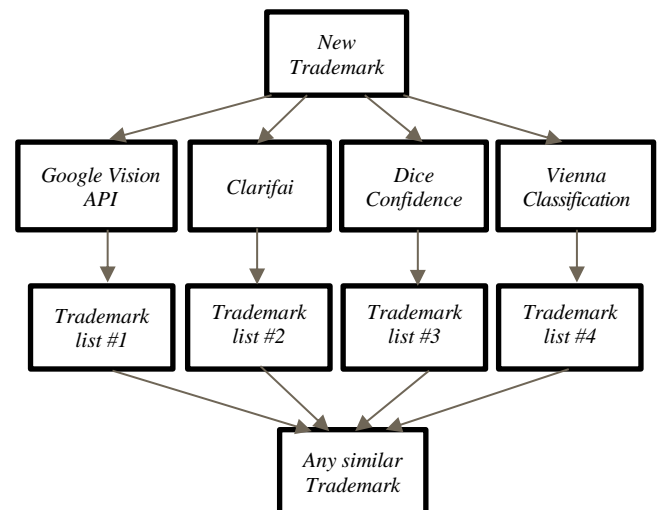 New
Trademark
Google Vision
API
Clarifai
Dice
Confidence
Vienna
Classification
Trademark
list #1
Trademark
list #2
Trademark
list #3
Trademark
list #4
Any similar
Trademark